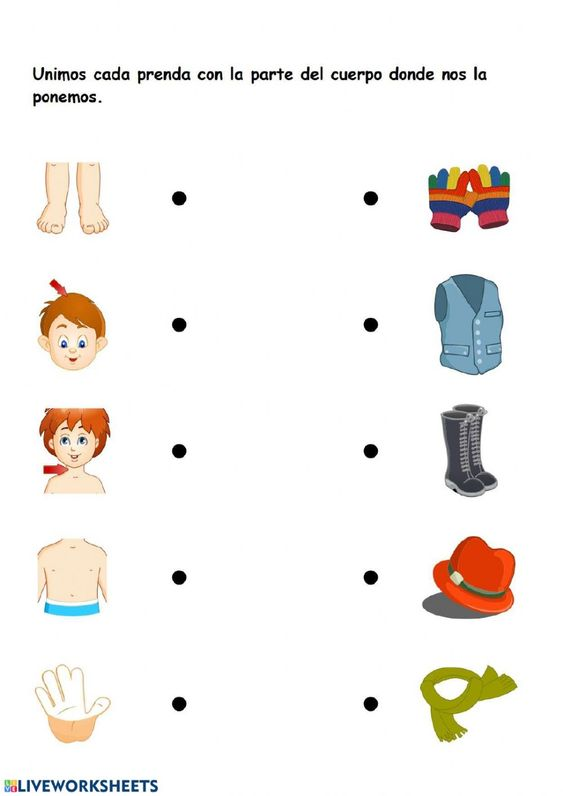 Unimos cada prenda con la parte del cuerpo donde nos la
ponemos.
LIVEWORKSHEETS